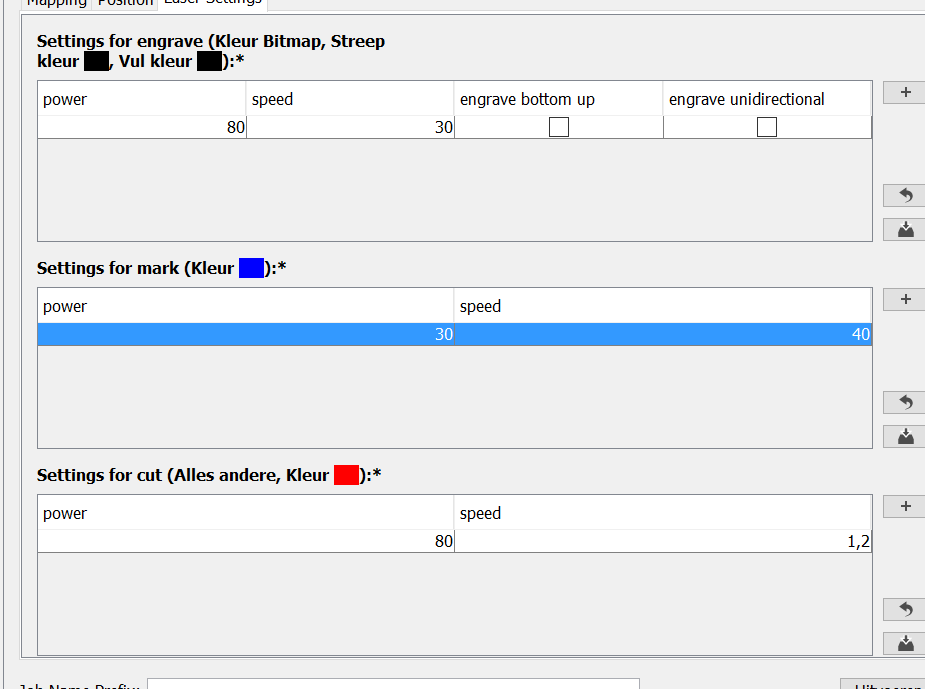 Mapping Position Laser Settings
Settings for engrave (Kleur Bitmap, Streep
kleur , Vul kleur ):*
power speed engrave bottom up engrave unidirectional
80 30
Settings for mark (Kleur ):*
power speed
30 40
Settings for cut (Alles andere, Kleur ):*
power speed
80 1,2
Job Name Prefix: